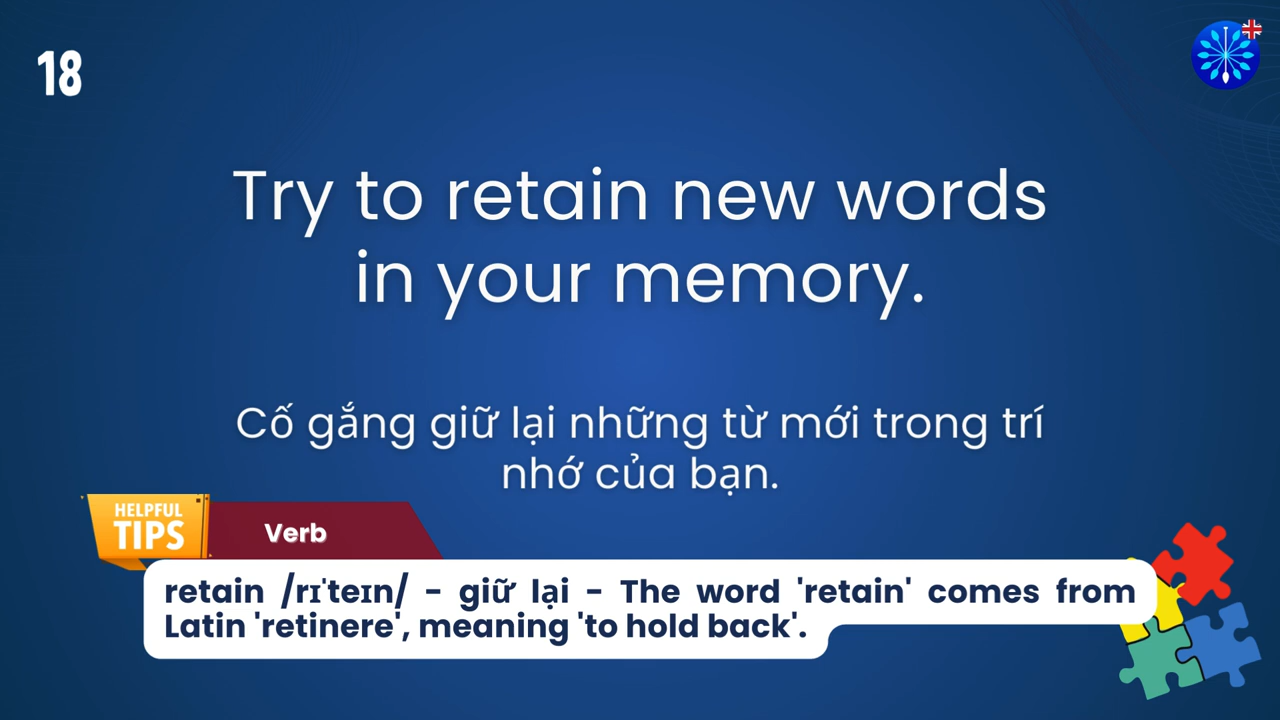 18
Try to retain new words
in your memory.
Cố gắng giữ lại những từ mới trong trí
nhớ của bạn.
HELPFUL
TIPS
Verb
retain /rɪˈteɪn/ - giữ lại - The word 'retain' comes from
Latin 'retinere', meaning 'to hold back'.